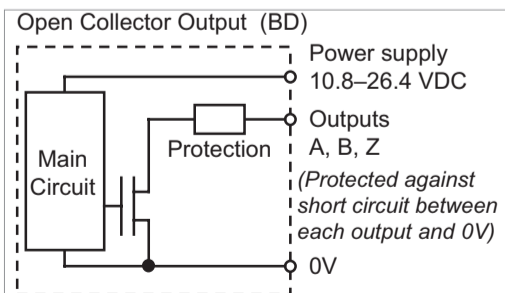 Open Collector Output (BD)
Power supply
10.8–26.4 VDC
Outputs
A, B, Z
(Protected against
short circuit between
each output and 0V)
Protection
Main
Circuit
0V